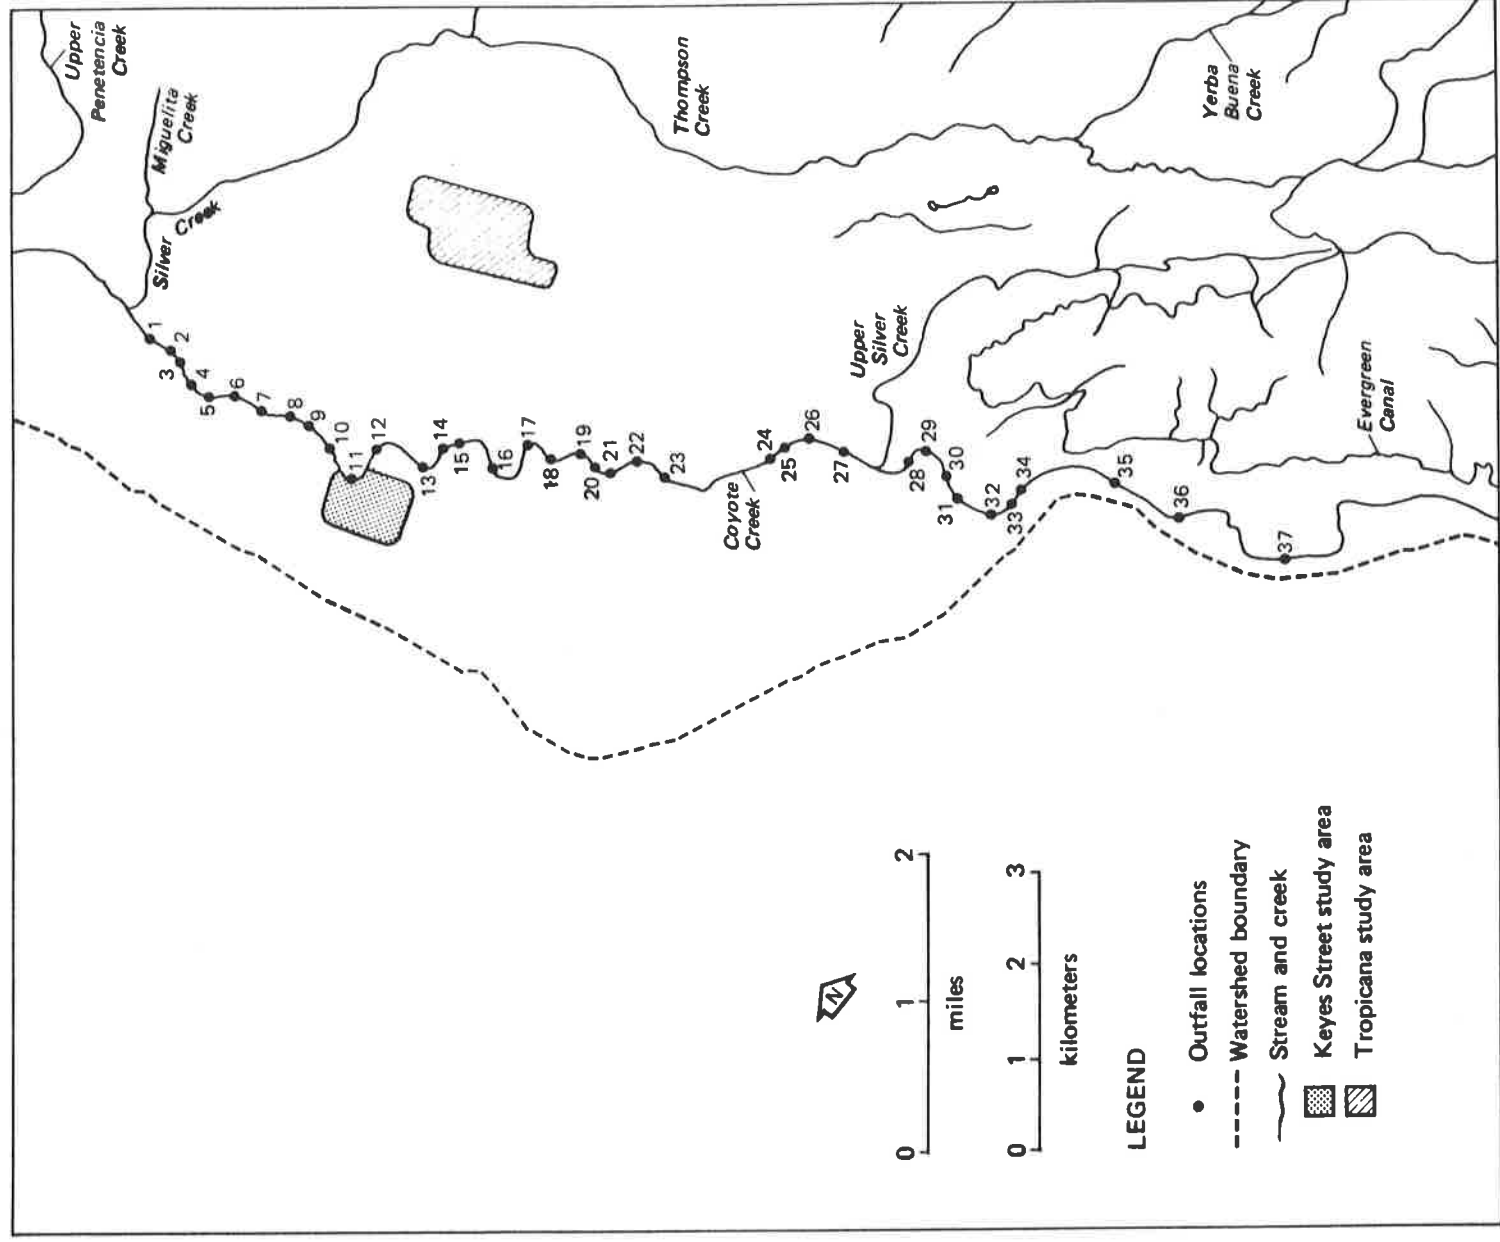 Upper
Penetencia
Creek
Miguelita
Creek
Silver
Creek
Thompson
Creek
Yerba
Buena
Creek
Upper
Silver
Creek
Evergreen
Canal
Coyote
Creek
1
2
3
4
5
6
7
8
9
10
11
12
13
14
15
16
17
18
19
20
21
22
23
24
25
26
27
28
29
30
31
32
33
34
35
36
37
N
0 1 2
miles
0 1 2 3
kilometers
LEGEND
Outfall locations
Watershed boundary
Stream and creek
Keyes Street study area
Tropicana study area